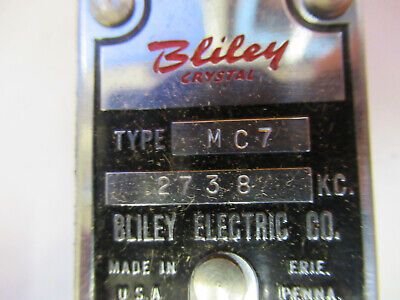 Bliley
CRYSTAL
TYPE MC7
2738 KC.
BLILEY ELECTRIC CO.
MADE IN ERIE,
U.S.A. PENNA.